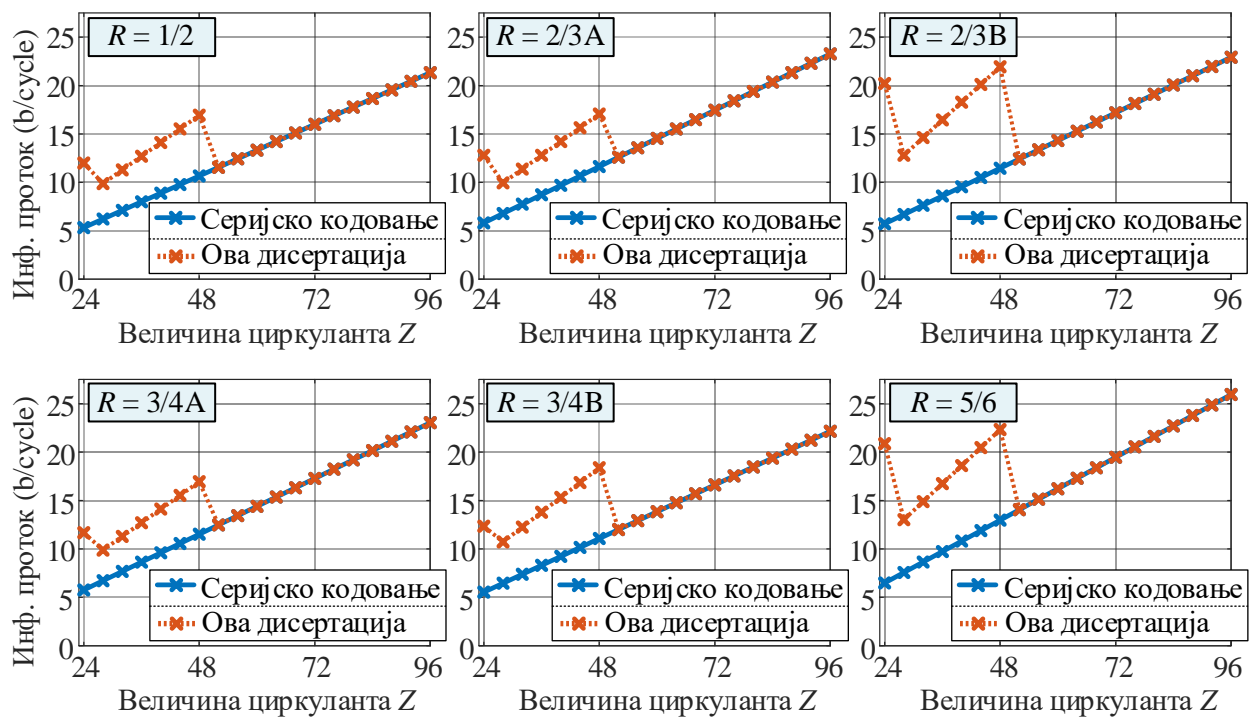 R = 1/2
Инф. проток (b/cycle)
25
20
15
10
5
0
Серијско кодовање
Ова дисертација
24 48 72 96
Величина циркуланта Z
R = 2/3A
25
20
15
10
5
0
Серијско кодовање
Ова дисертација
24 48 72 96
Величина циркуланта Z
R = 2/3B
25
20
15
10
5
0
Серијско кодовање
Ова дисертација
24 48 72 96
Величина циркуланта Z
R = 3/4A
Инф. проток (b/cycle)
25
20
15
10
5
0
Серијско кодовање
Ова дисертација
24 48 72 96
Величина циркуланта Z
R = 3/4B
25
20
15
10
5
0
Серијско кодовање
Ова дисертација
24 48 72 96
Величина циркуланта Z
R = 5/6
25
20
15
10
5
0
Серијско кодовање
Ова дисертација
24 48 72 96
Величина циркуланта Z